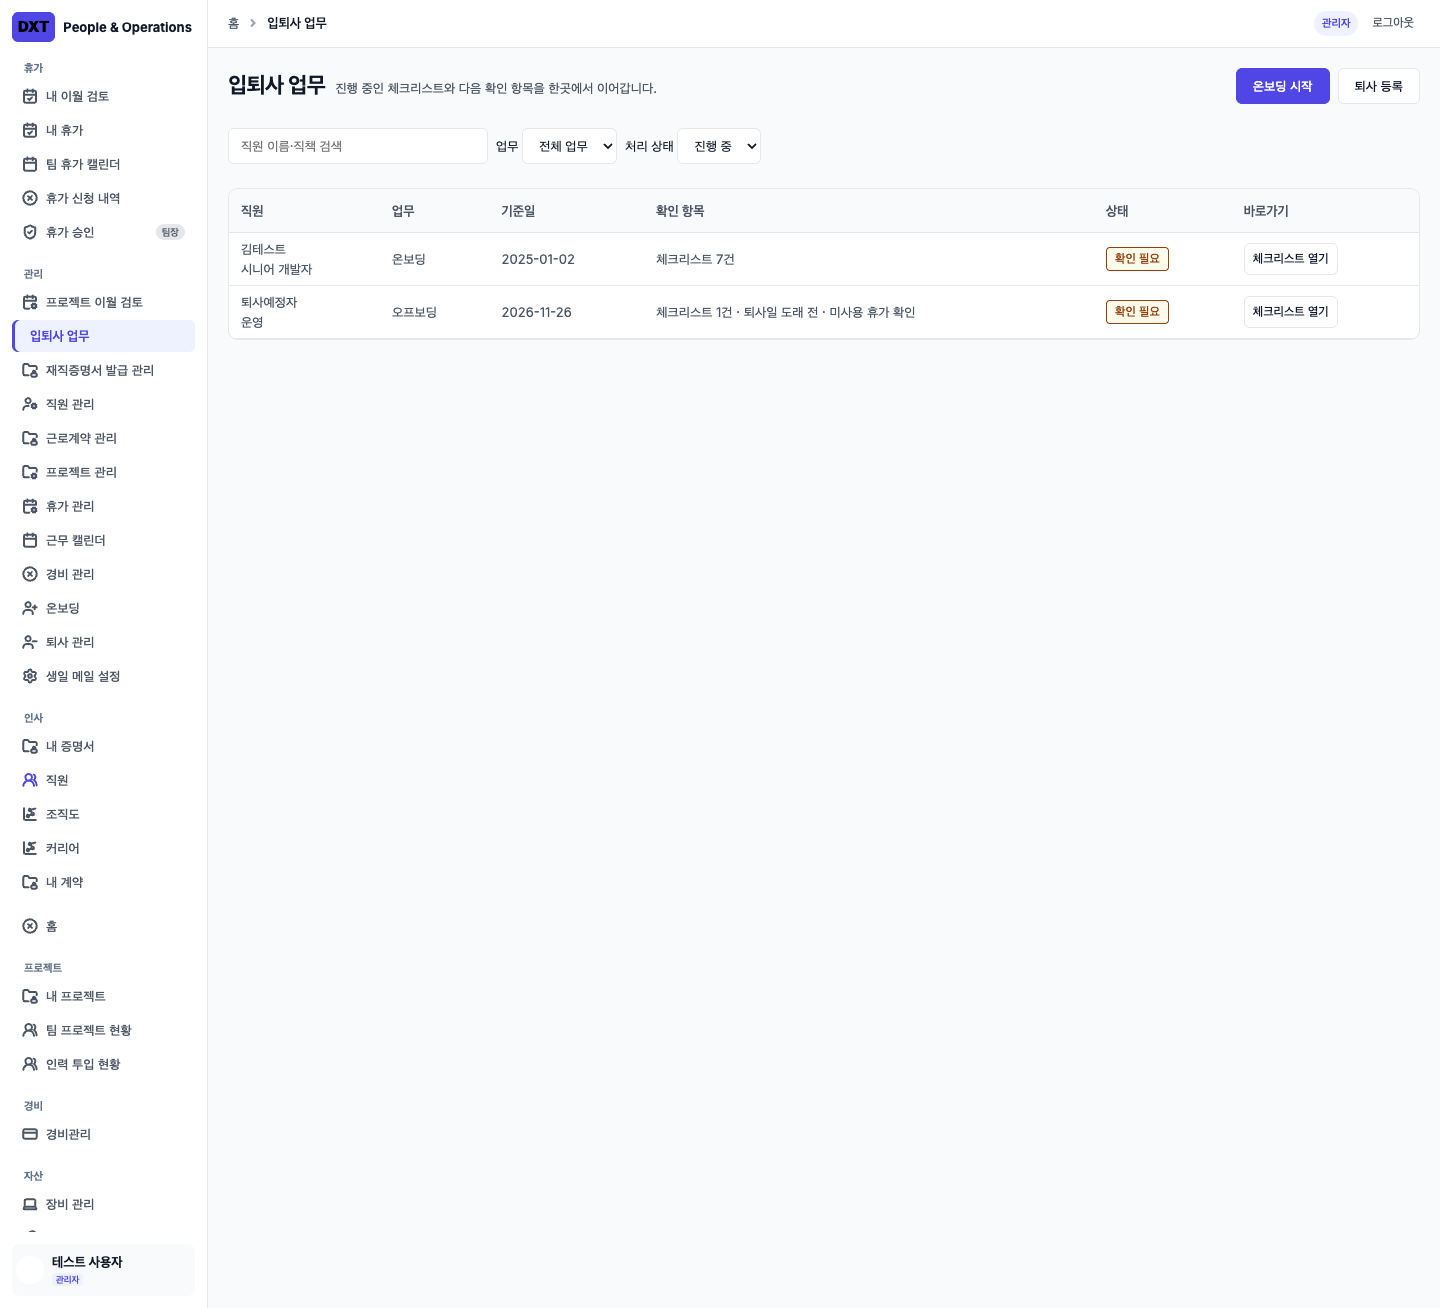 DXT People & Operations
휴가
내 이월 검토
내 휴가
팀 휴가 캘린더
휴가 신청 내역
휴가 승인 팀장
관리
프로젝트 이월 검토
입퇴사 업무
재직증명서 발급 관리
직원 관리
근로계약 관리
프로젝트 관리
휴가 관리
근무 캘린더
경비 관리
온보딩
퇴사 관리
생일 메일 설정
인사
내 증명서
직원
조직도
커리어
내 계약
홈
프로젝트
내 프로젝트
팀 프로젝트 현황
인력 투입 현황
경비
경비관리
자산
장비 관리
테스트 사용자
관리자
홈 입퇴사 업무 관리자 로그아웃
입퇴사 업무 진행 중인 체크리스트와 다음 확인 항목을 한곳에서 이어갑니다. 온보딩 시작 퇴사 등록
직원 이름·직책 검색 업무 전체 업무 처리 상태 진행 중
직원 업무 기준일 확인 항목 상태 바로가기
김테스트
시니어 개발자 온보딩 2025-01-02 체크리스트 7건 확인 필요 체크리스트 열기
퇴사예정자
운영 오프보딩 2026-11-26 체크리스트 1건 · 퇴사일 도래 전 · 미사용 휴가 확인 확인 필요 체크리스트 열기